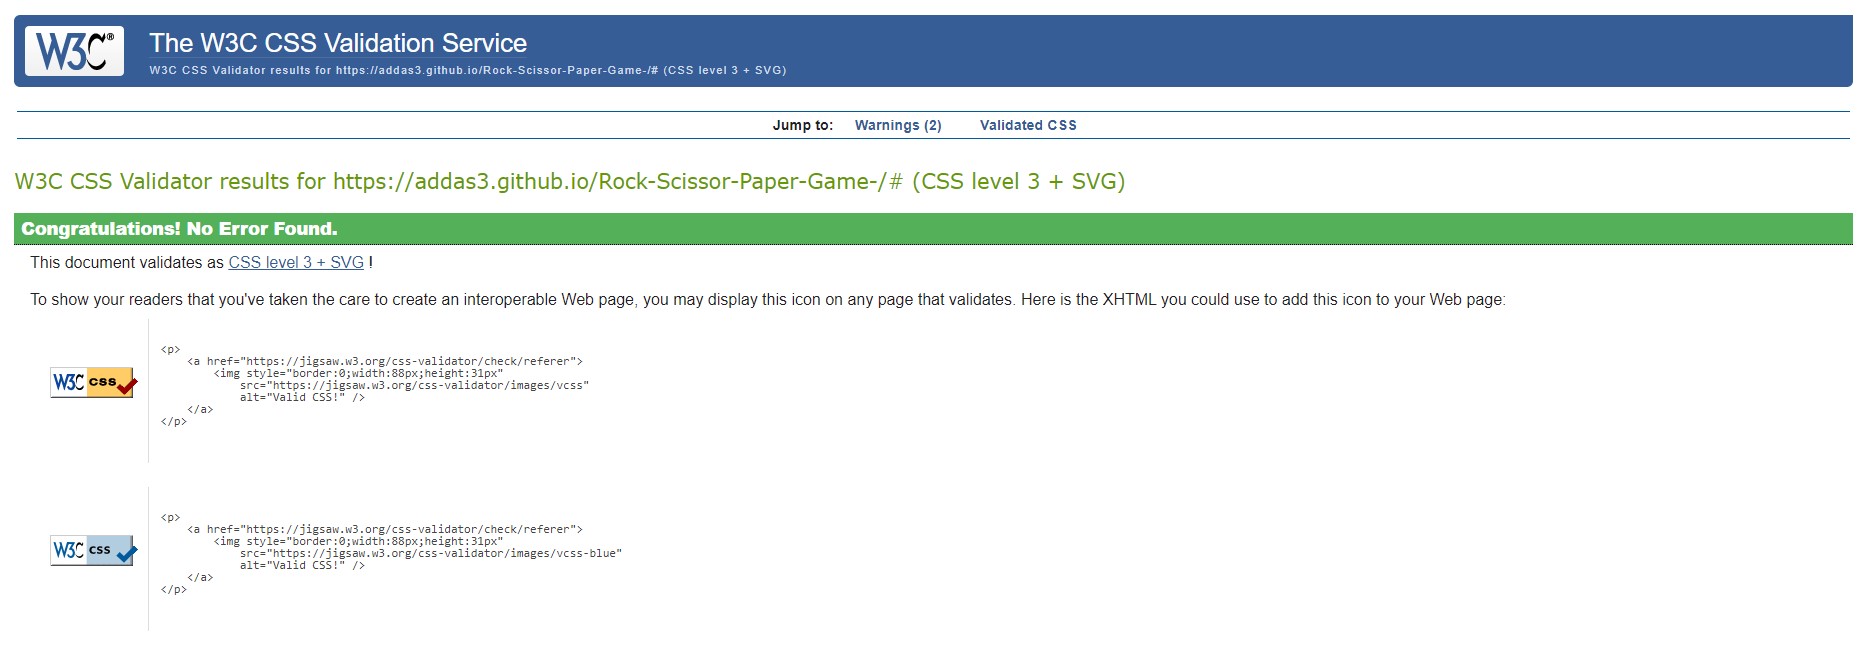 W3C®
The W3C CSS Validation Service
W3C CSS Validator results for https://addas3.github.io/Rock-Scissor-Paper-Game-/# (CSS level 3 + SVG)
Jump to: Warnings (2) Validated CSS
W3C CSS Validator results for https://addas3.github.io/Rock-Scissor-Paper-Game-/# (CSS level 3 + SVG)
Congratulations! No Error Found.
This document validates as CSS level 3 + SVG !
To show your readers that you've taken the care to create an interoperable Web page, you may display this icon on any page that validates. Here is the XHTML you could use to add this icon to your Web page:
W3C css
<p>
    <a href="https://jigsaw.w3.org/css-validator/check/referer">
        <img style="border:0;width:88px;height:31px"
            src="https://jigsaw.w3.org/css-validator/images/vcss"
            alt="Valid CSS!" />
    </a>
</p>
W3C css
<p>
    <a href="https://jigsaw.w3.org/css-validator/check/referer">
        <img style="border:0;width:88px;height:31px"
            src="https://jigsaw.w3.org/css-validator/images/vcss-blue"
            alt="Valid CSS!" />
    </a>
</p>